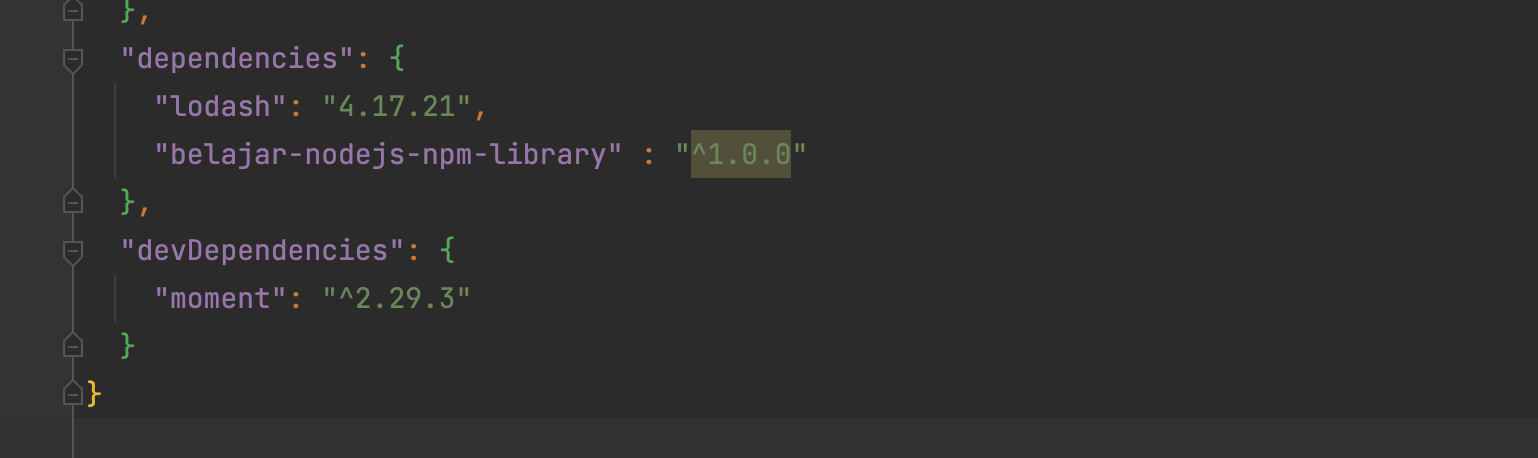 },
"dependencies": {
"lodash": "4.17.21",
"belajar-nodejs-npm-library" : "^1.0.0"
},
"devDependencies": {
"moment": "^2.29.3"
}
}